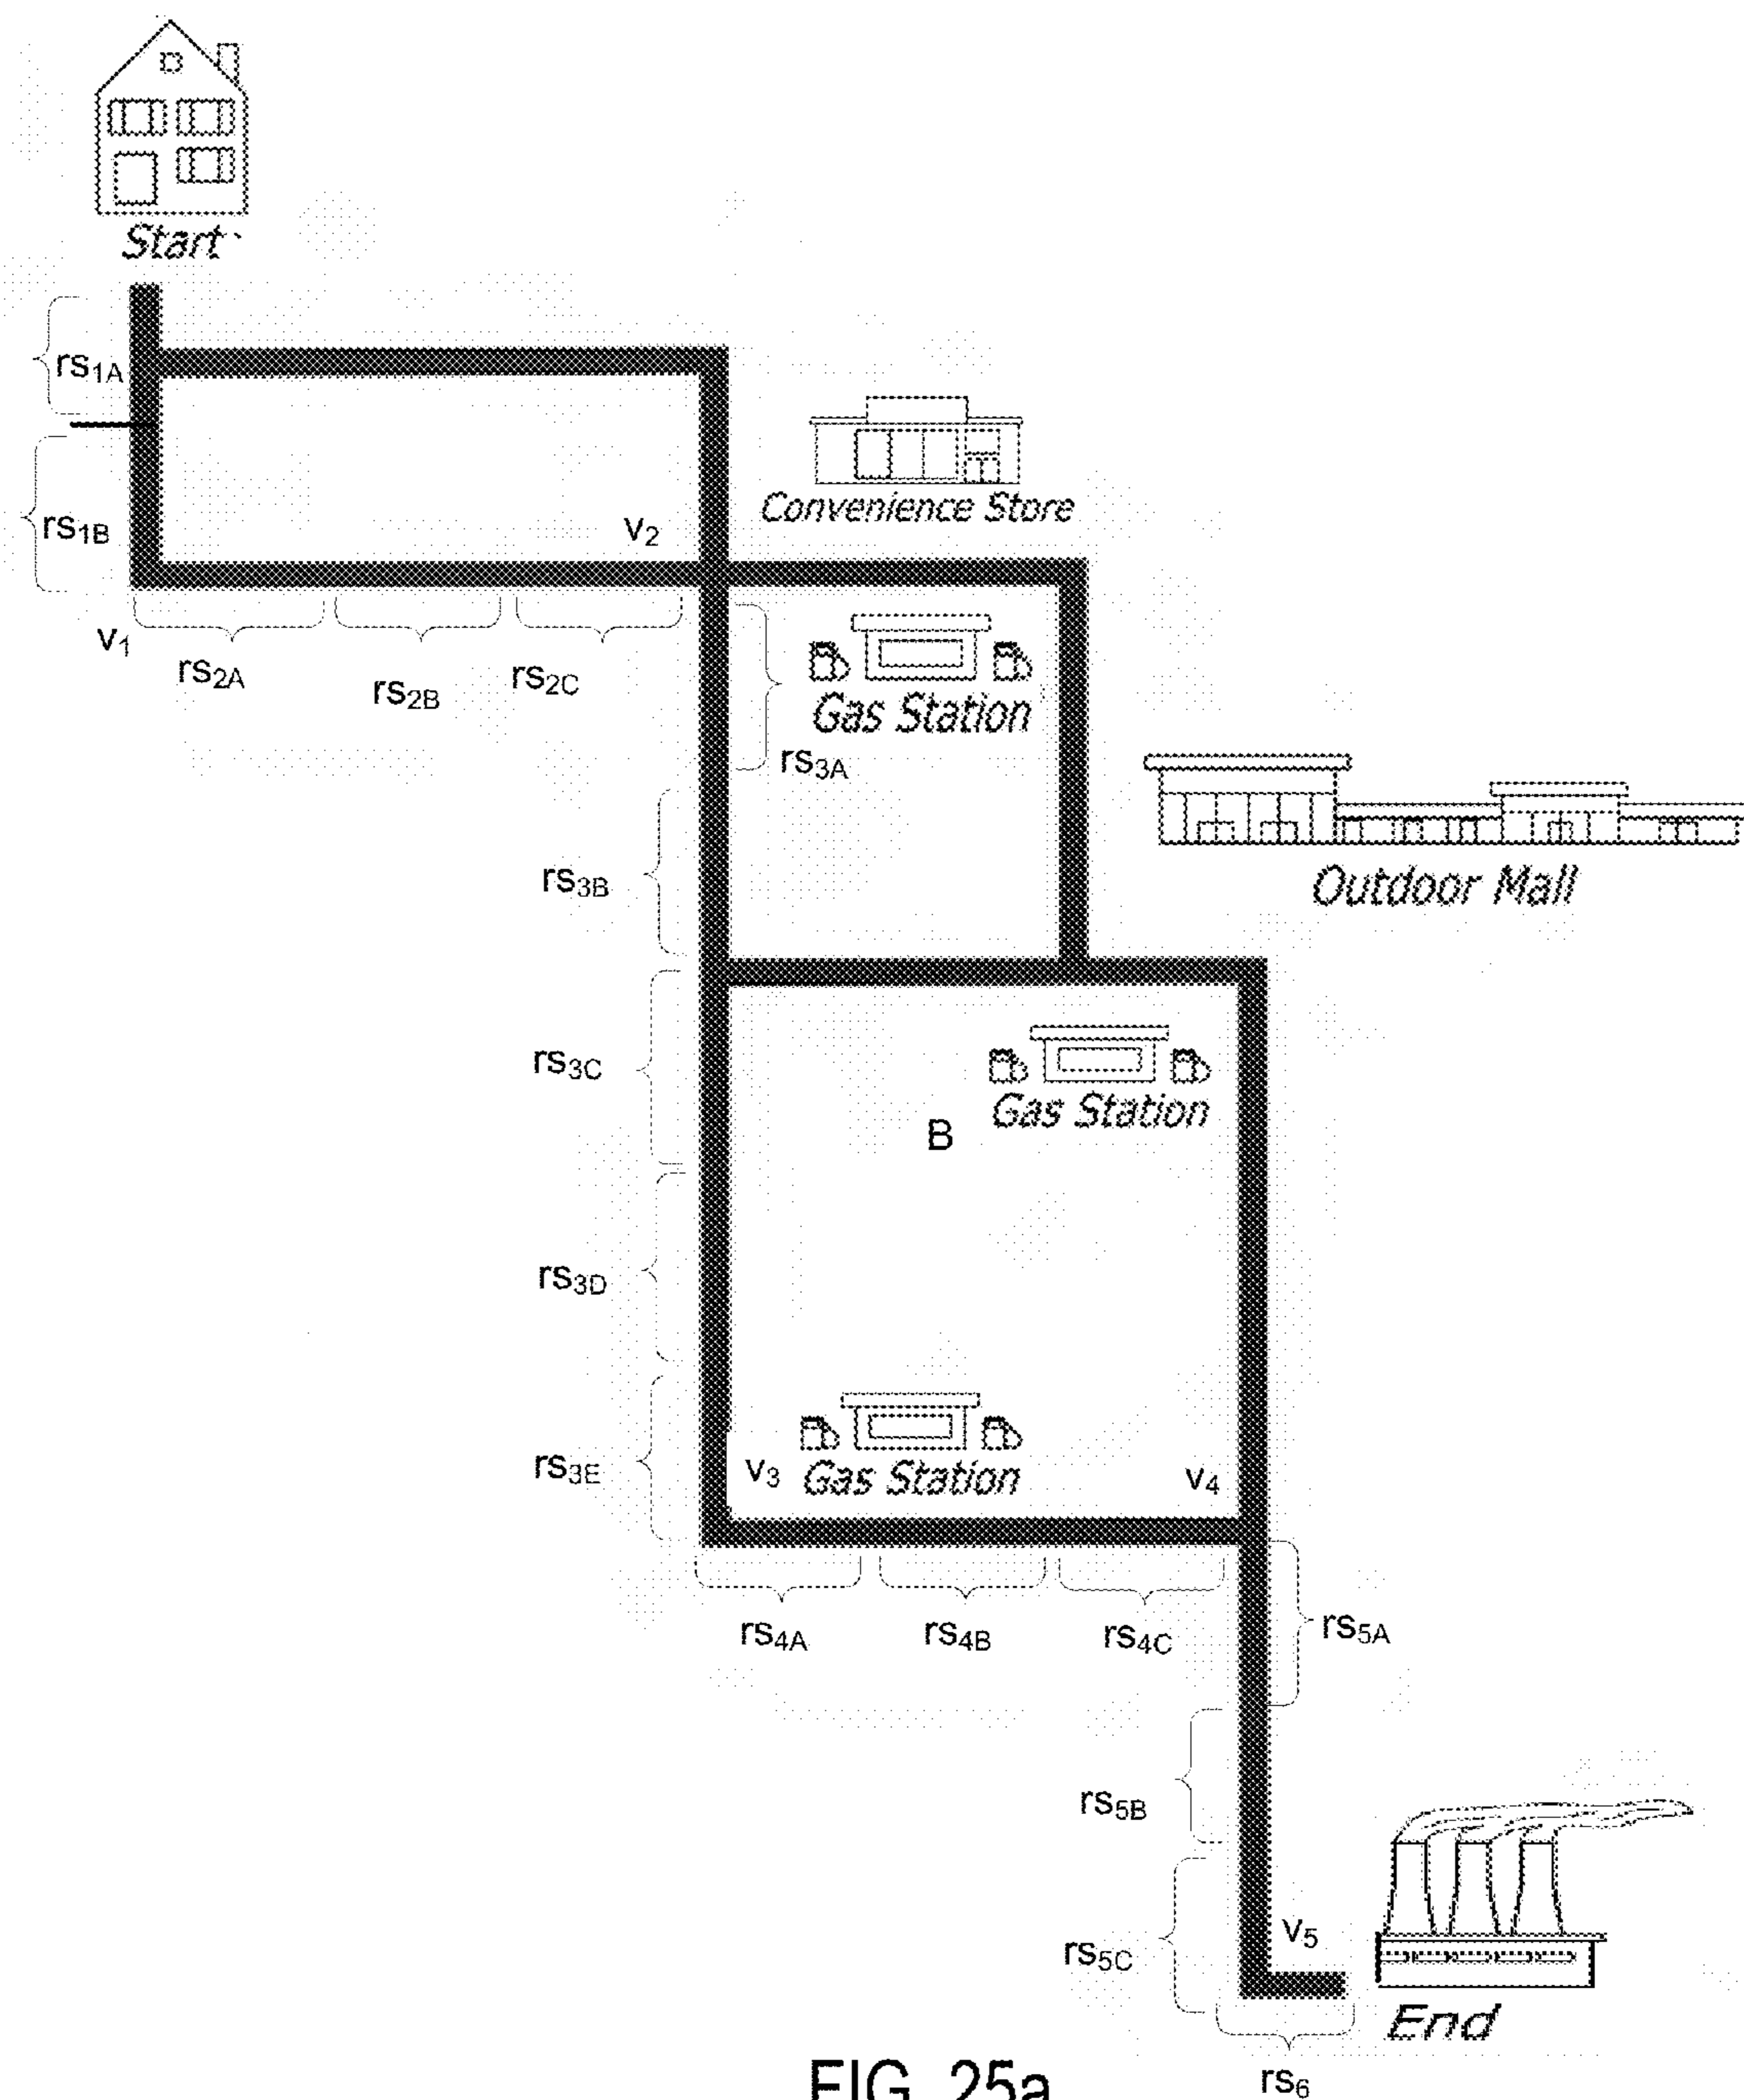 Start
rs1A
rs1B
Convenience Store
v2
v1
rs2A
rs2B
rs2C
Gas Station
rs3A
rs3B
Outdoor Mall
rs3C
Gas Station
B
rs3D
rs3E
v3
Gas Station
v4
rs4A
rs4B
rs4C
rs5A
rs5B
v5
rs5C
End
rs6
FIG. 25a